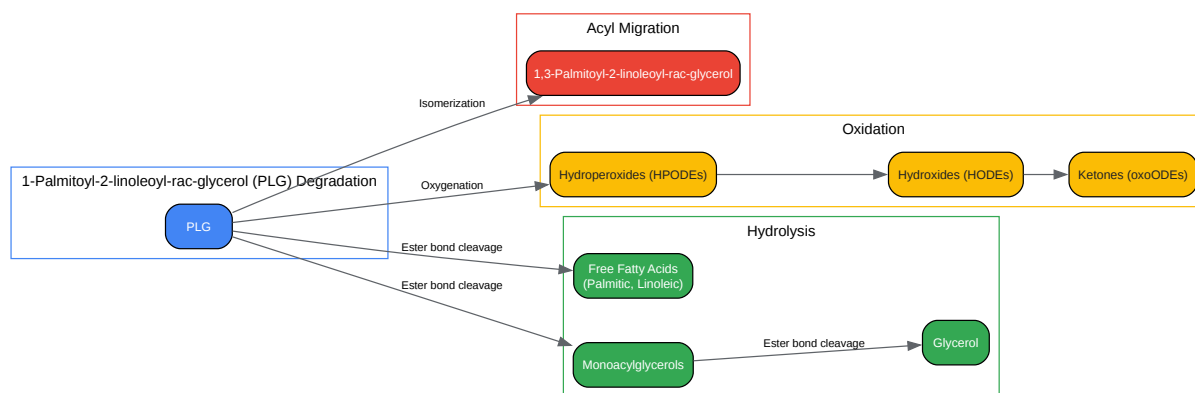 Acyl Migration
1,3-Palmitoyl-2-linoleoyl-rac-glycerol
Isomerization
Oxidation
1-Palmitoyl-2-linoleoyl-rac-glycerol (PLG) Degradation
Oxygenation
Hydroperoxides (HPODEs)
Hydroxides (HODEs)
Ketones (oxoODEs)
PLG
Hydrolysis
Ester bond cleavage
Free Fatty Acids
(Palmitic, Linoleic)
Ester bond cleavage
Monoacylglycerols
Ester bond cleavage
Glycerol